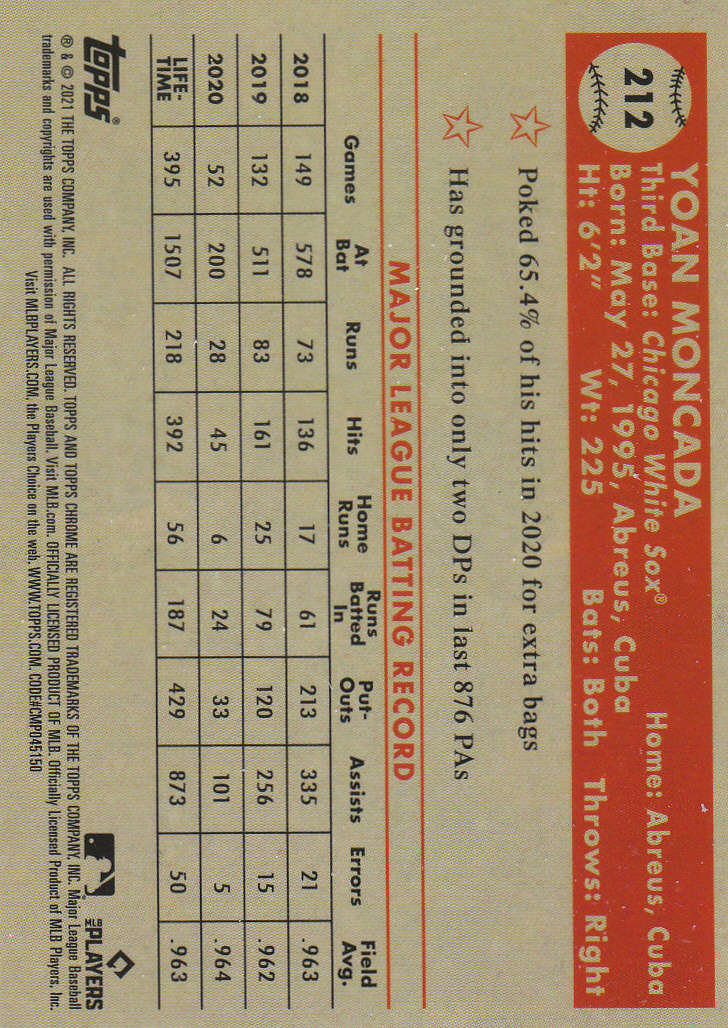 212
YOAN MONCADA
Third Base: Chicago White Sox® Home: Abreus, Cuba
Born: May 27, 1995, Abreus, Cuba
Ht: 6'2" Wt: 225 Bats: Both Throws: Right
Poked 65.4% of his hits in 2020 for extra bags
Has grounded into only two DPs in last 876 PAs
MAJOR LEAGUE BATTING RECORD
Games At Bat Runs Hits Home Runs Runs Batted In Put-Outs Assists Errors Field Avg.
2018 149 578 73 136 17 61 213 335 21 .963
2019 132 511 83 161 25 79 120 256 15 .962
2020 52 200 28 45 6 24 33 101 5 .964
LIFE-TIME 395 1507 218 392 56 187 429 873 50 .963
topps®
MLB PLAYERS
® & © 2021 THE TOPPS COMPANY, INC. ALL RIGHTS RESERVED. TOPPS AND TOPPS CHROME ARE REGISTERED TRADEMARKS OF THE TOPPS COMPANY, INC. Major League Baseball
trademarks and copyrights are used with permission of Major League Baseball. Visit MLB.com. OFFICIALLY LICENSED PRODUCT OF MLB. Officially Licensed Product of MLB Players, Inc.
Visit MLBPLAYERS.COM, the Players Choice on the web. WWW.TOPPS.COM. CODE#CMP045150